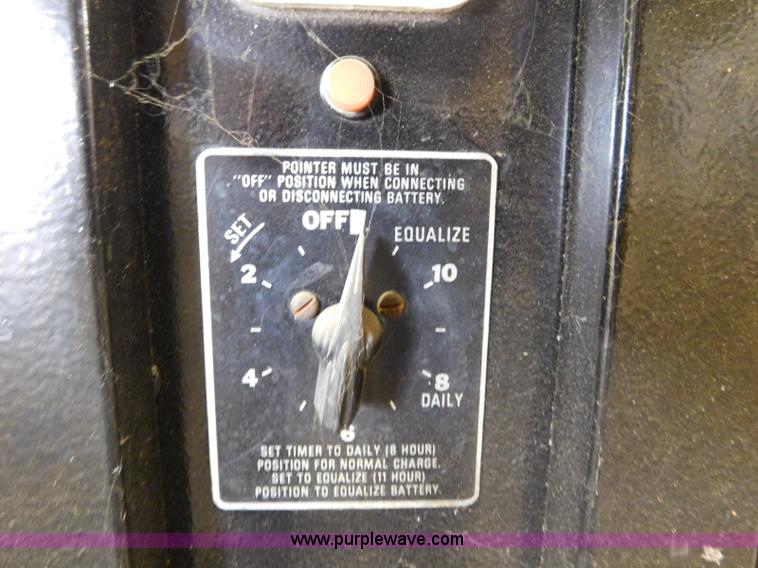 POINTER MUST BE IN
"OFF" POSITION WHEN CONNECTING
OR DISCONNECTING BATTERY.
OFF
SET
EQUALIZE
2
10
4
8
DAILY
6
SET TIMER TO DAILY (8 HOUR)
POSITION FOR NORMAL CHARGE.
SET TO EQUALIZE (11 HOUR)
POSITION TO EQUALIZE BATTERY.
www.purplewave.com